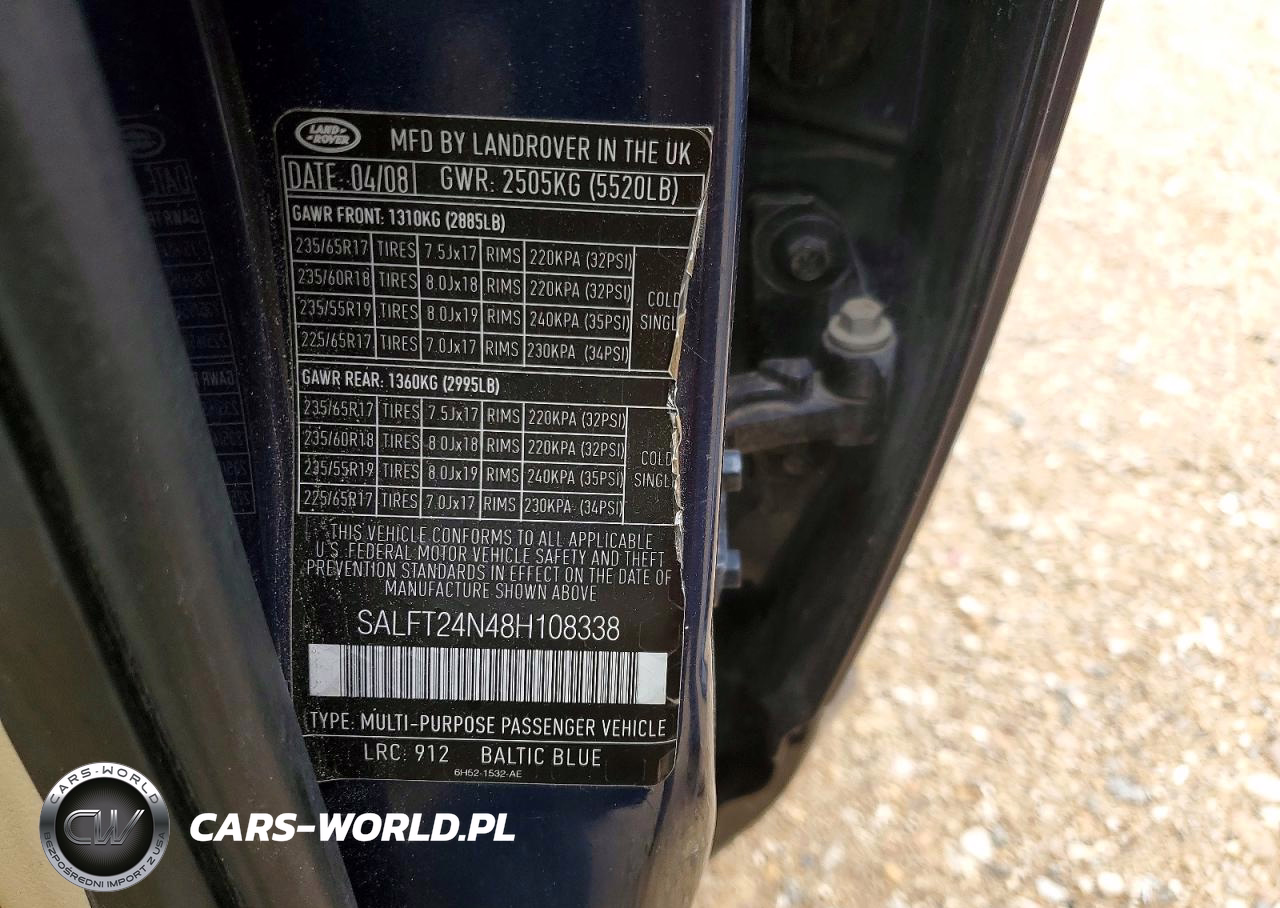 LAND ROVER
MFD BY LANDROVER IN THE UK
DATE: 04/08 GWR: 2505KG (5520LB)
GAWR FRONT: 1310KG (2885LB)
235/65R17 TIRES 7.5Jx17 RIMS 220KPA (32PSI)
235/60R18 TIRES 8.0Jx18 RIMS 220KPA (32PSI)
COLD
235/55R19 TIRES 8.0Jx19 RIMS 240KPA (35PSI)
SINGL
225/65R17 TIRES 7.0Jx17 RIMS 230KPA (34PSI)
GAWR REAR: 1360KG (2995LB)
235/65R17 TIRES 7.5Jx17 RIMS 220KPA (32PSI)
235/60R18 TIRES 8.0Jx18 RIMS 220KPA (32PSI)
COLD
235/55R19 TIRES 8.0Jx19 RIMS 240KPA (35PSI)
SINGL
225/65R17 TIRES 7.0Jx17 RIMS 230KPA (34PSI)
THIS VEHICLE CONFORMS TO ALL APPLICABLE
U.S. FEDERAL MOTOR VEHICLE SAFETY AND THEFT
PREVENTION STANDARDS IN EFFECT ON THE DATE OF
MANUFACTURE SHOWN ABOVE
SALFT24N48H108338
TYPE: MULTI-PURPOSE PASSENGER VEHICLE
LRC: 912 BALTIC BLUE
6H52-1532-AE
CARS-WORLD
CW
BEZPOŚREDNI IMPORT Z USA
CARS-WORLD.PL